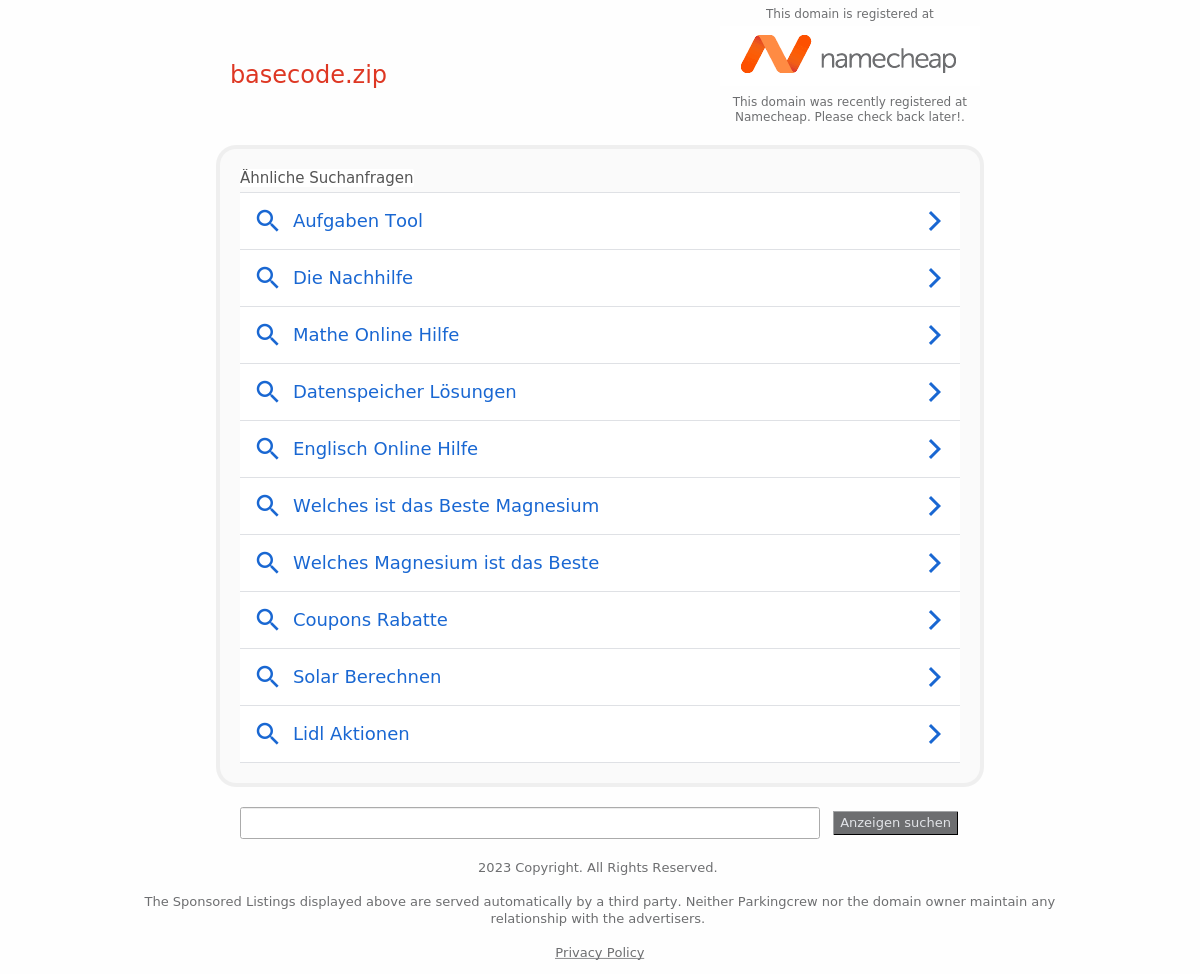 This domain is registered at
namecheap
basecode.zip
This domain was recently registered at
Namecheap. Please check back later!.
Ähnliche Suchanfragen
Aufgaben Tool
Die Nachhilfe
Mathe Online Hilfe
Datenspeicher Lösungen
Englisch Online Hilfe
Welches ist das Beste Magnesium
Welches Magnesium ist das Beste
Coupons Rabatte
Solar Berechnen
Lidl Aktionen
Anzeigen suchen
2023 Copyright. All Rights Reserved.
The Sponsored Listings displayed above are served automatically by a third party. Neither Parkingcrew nor the domain owner maintain any
relationship with the advertisers.
Privacy Policy